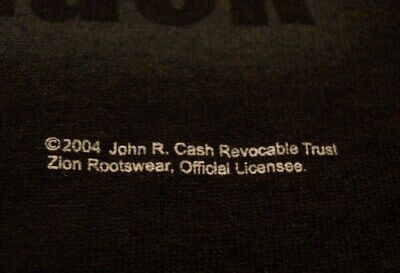 ©2004 John R. Cash Revocable Trust
Zion Rootswear, Official Licensee.